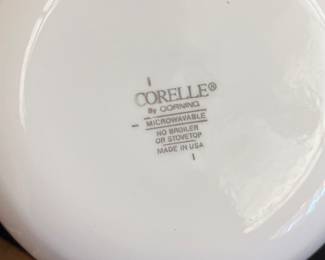 CORELLE®
By CORNING
MICROWAVABLE
NO BROILER
OR STOVETOP
MADE IN USA